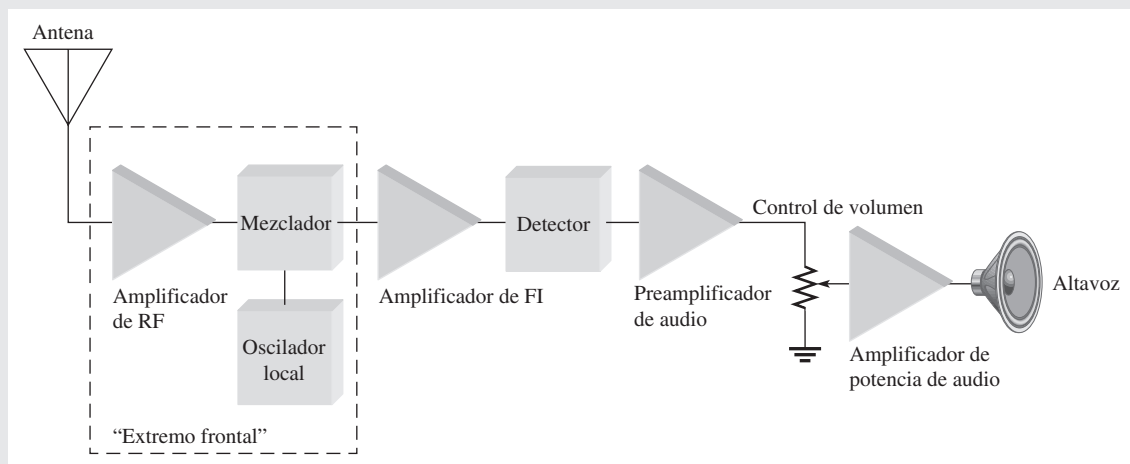 Antena
Mezclador
Detector
Control de volumen
Amplificador
de RF
Amplificador de FI
Preamplificador
de audio
Altavoz
Oscilador
local
Amplificador de
potencia de audio
“Extremo frontal”